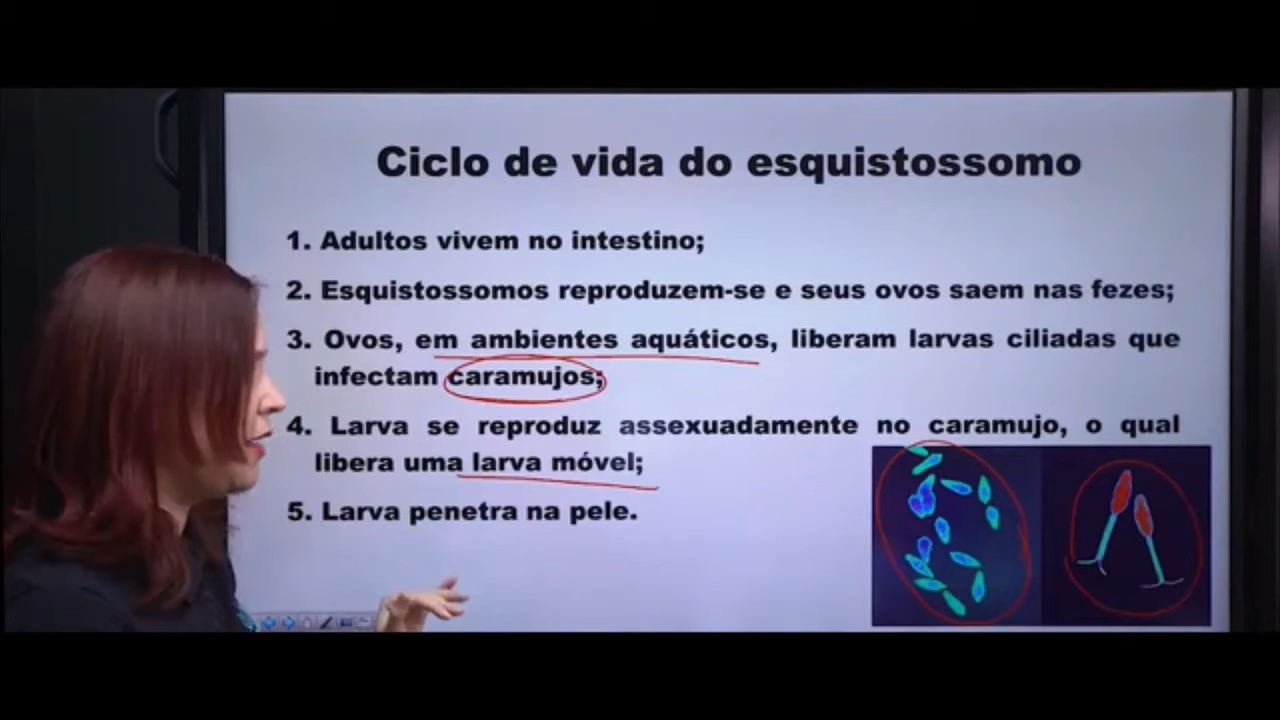 Ciclo de vida do esquistossomo
1. Adultos vivem no intestino;
2. Esquistossomos reproduzem-se e seus ovos saem nas fezes;
3. Ovos, em ambientes aquáticos, liberam larvas ciliadas que
infectam caramujos;
4. Larva se reproduz assexuadamente no caramujo, o qual
libera uma larva móvel;
5. Larva penetra na pele.